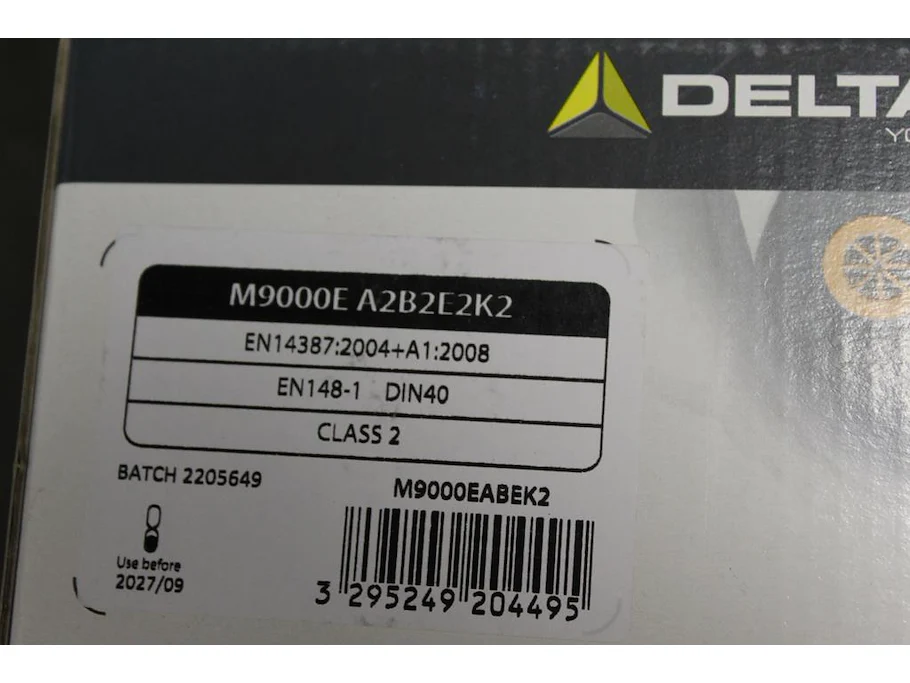 DELTA
M9000E A2B2E2K2
EN14387:2004+A1:2008
EN148-1 DIN40
CLASS 2
BATCH 2205649
M9000EABEK2
Use before
2027/09
3 295249 204495